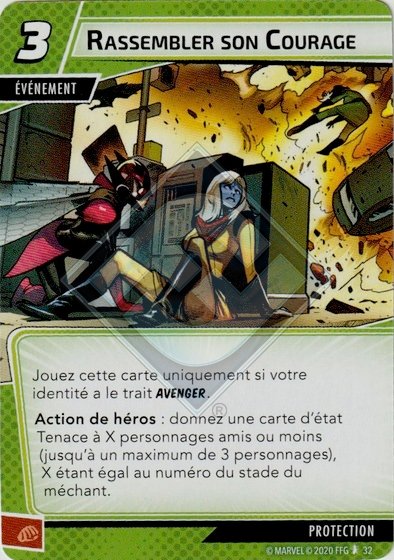 3
RASSEMBLER SON COURAGE
ÉVÉNEMENT
Jouez cette carte uniquement si votre
identité a le trait AVENGER.
Action de héros : donnez une carte d'état
Tenace à X personnages amis ou moins
(jusqu'à un maximum de 3 personnages),
X étant égal au numéro du stade du
méchant.
®
PROTECTION
© MARVEL © 2020 FFG 32